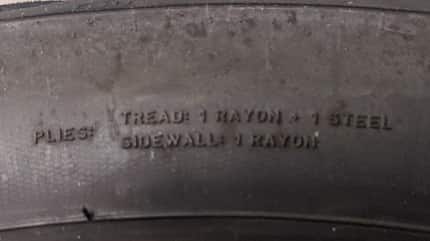 PLIES: TREAD: 1 RAYON + 1 STEEL
SIDEWALL: 1 RAYON